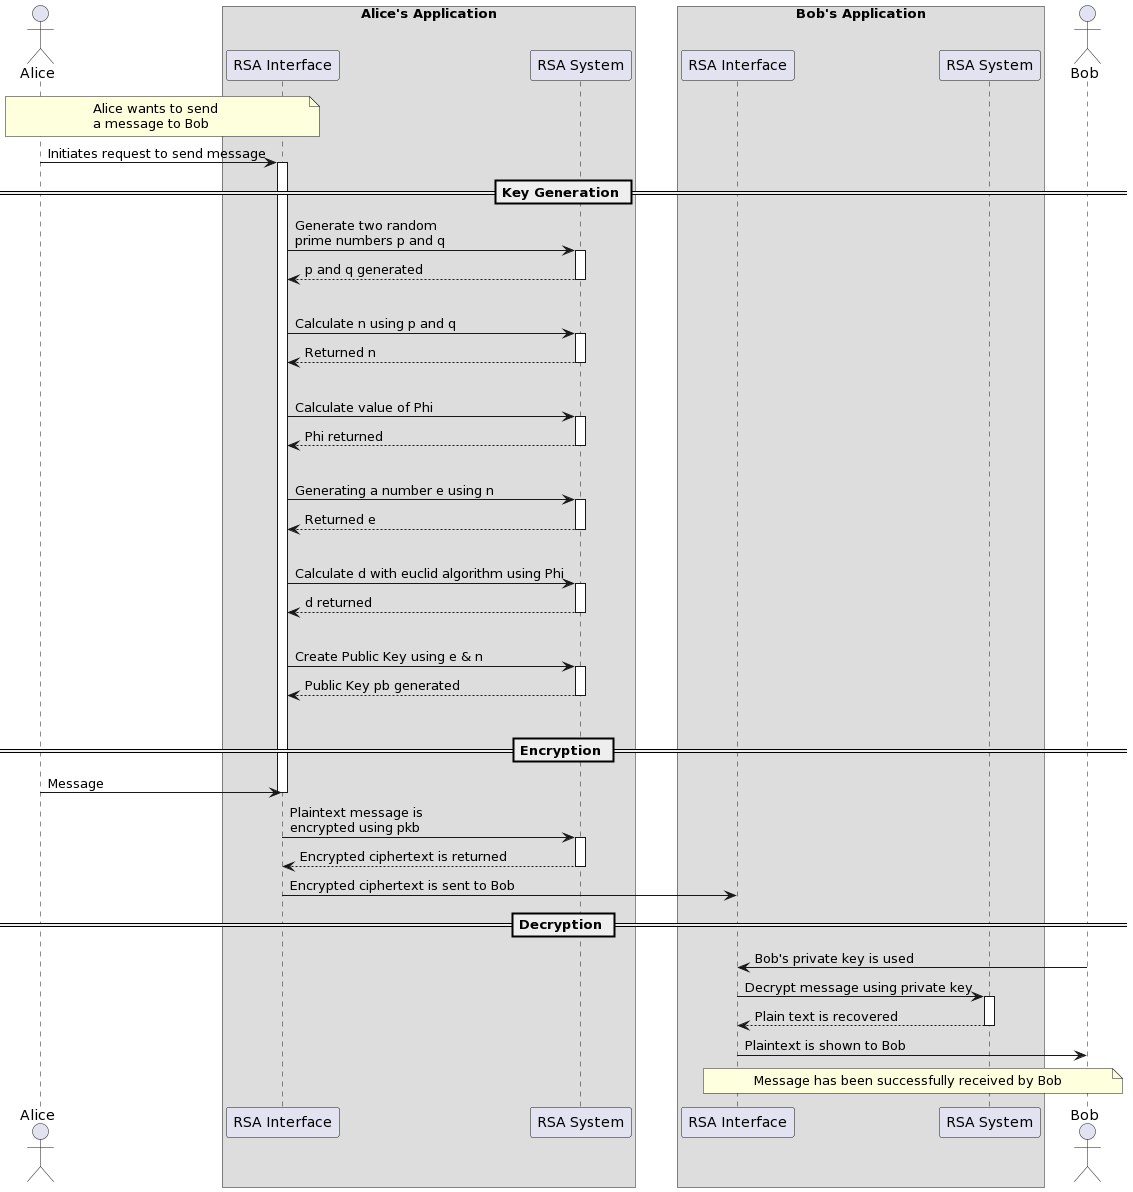 Alice's Application
Bob's Application
Alice
RSA Interface
RSA System
RSA Interface
RSA System
Bob
Alice wants to send
a message to Bob
Initiates request to send message
Key Generation
Generate two random
prime numbers p and q
p and q generated
Calculate n using p and q
Returned n
Calculate value of Phi
Phi returned
Generating a number e using n
Returned e
Calculate d with euclid algorithm using Phi
d returned
Create Public Key using e & n
Public Key pb generated
Encryption
Message
Plaintext message is
encrypted using pkb
Encrypted ciphertext is returned
Encrypted ciphertext is sent to Bob
Decryption
Bob's private key is used
Decrypt message using private key
Plain text is recovered
Plaintext is shown to Bob
Message has been successfully received by Bob
Alice
RSA Interface
RSA System
RSA Interface
RSA System
Bob